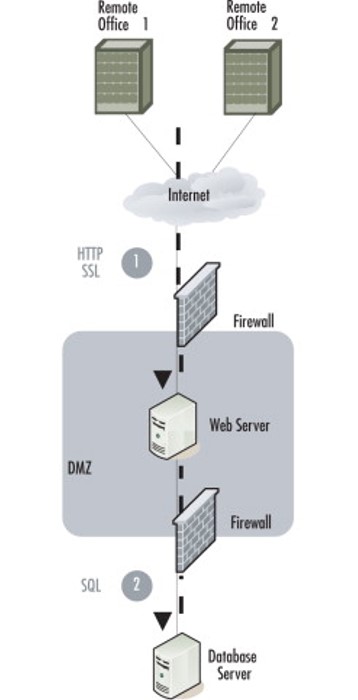 Remote
Office 1
Remote
Office 2
Internet
HTTP
SSL
1
Firewall
Web Server
DMZ
Firewall
SQL
2
Database
Server